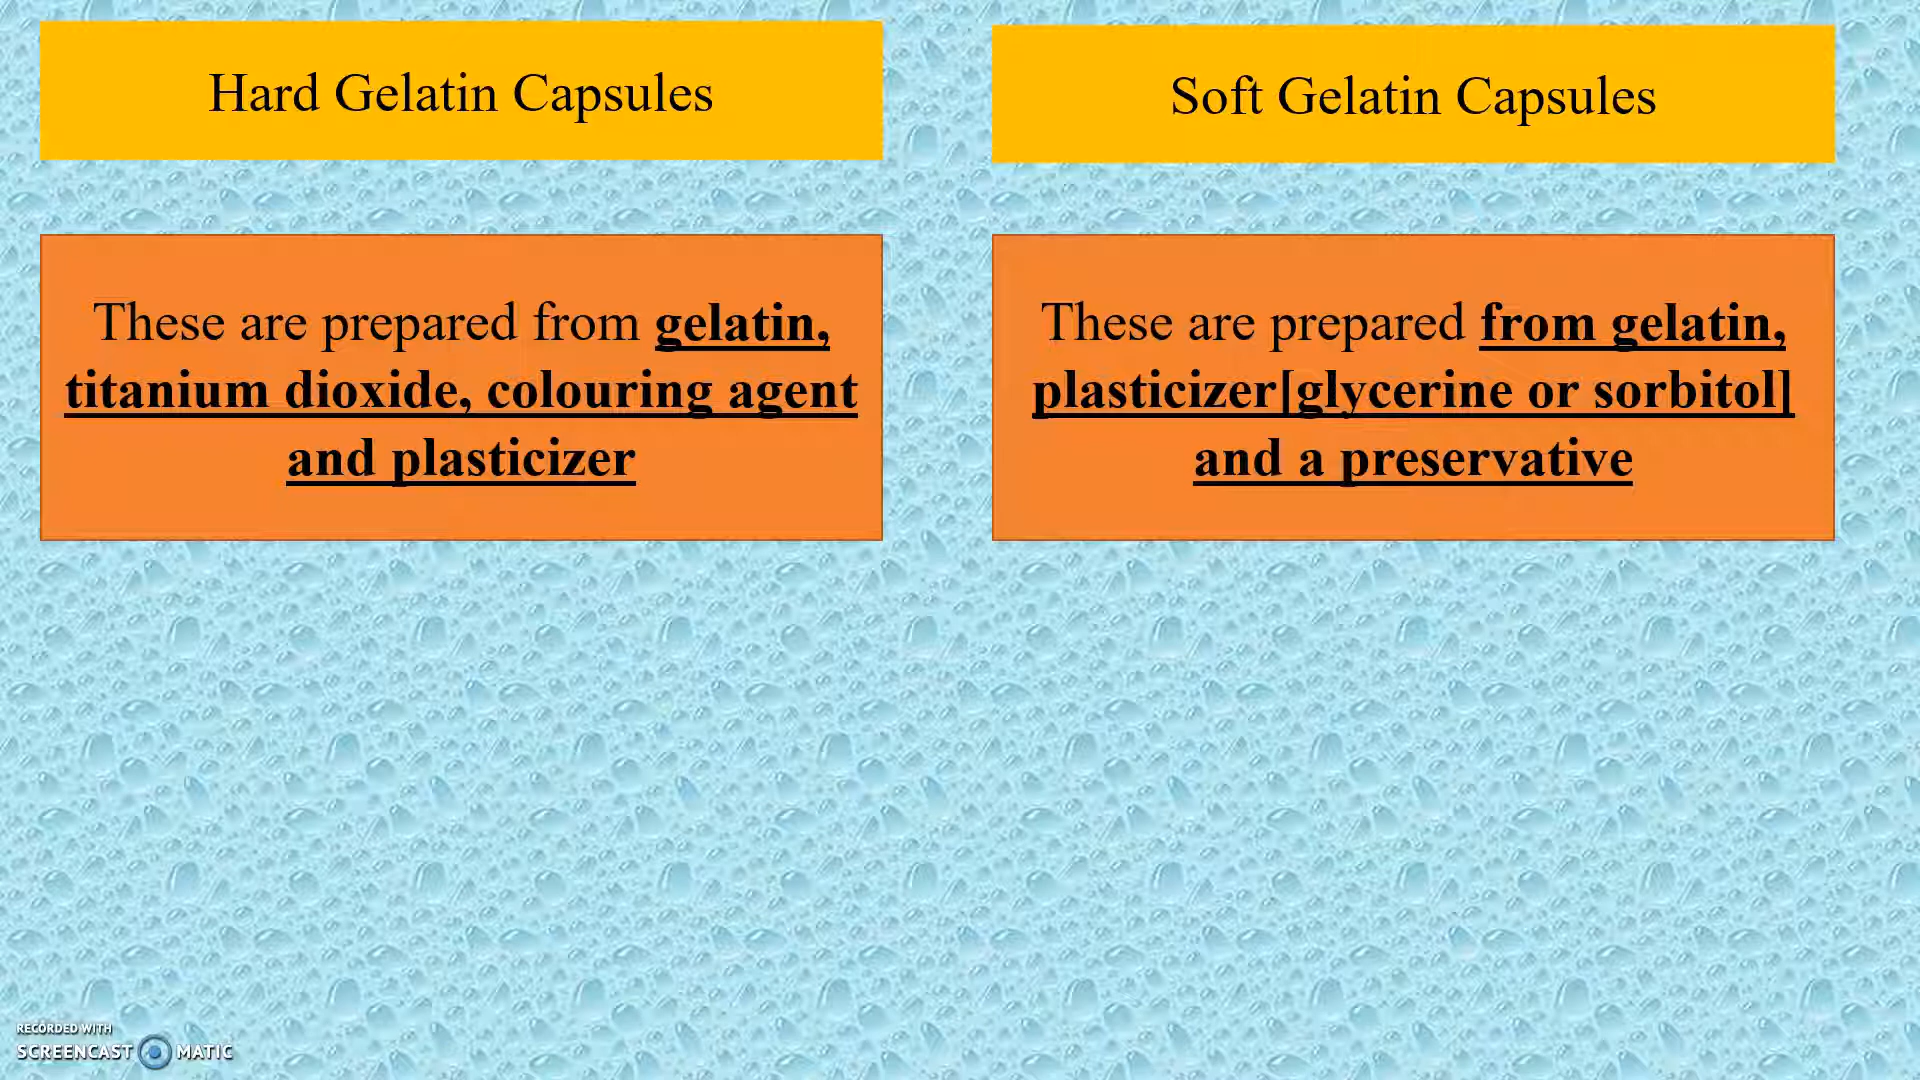 Hard Gelatin Capsules
Soft Gelatin Capsules
These are prepared from gelatin,
titanium dioxide, colouring agent
and plasticizer
These are prepared from gelatin,
plasticizer[glycerine or sorbitol]
and a preservative
RECORDED WITH
SCREENCAST MATIC